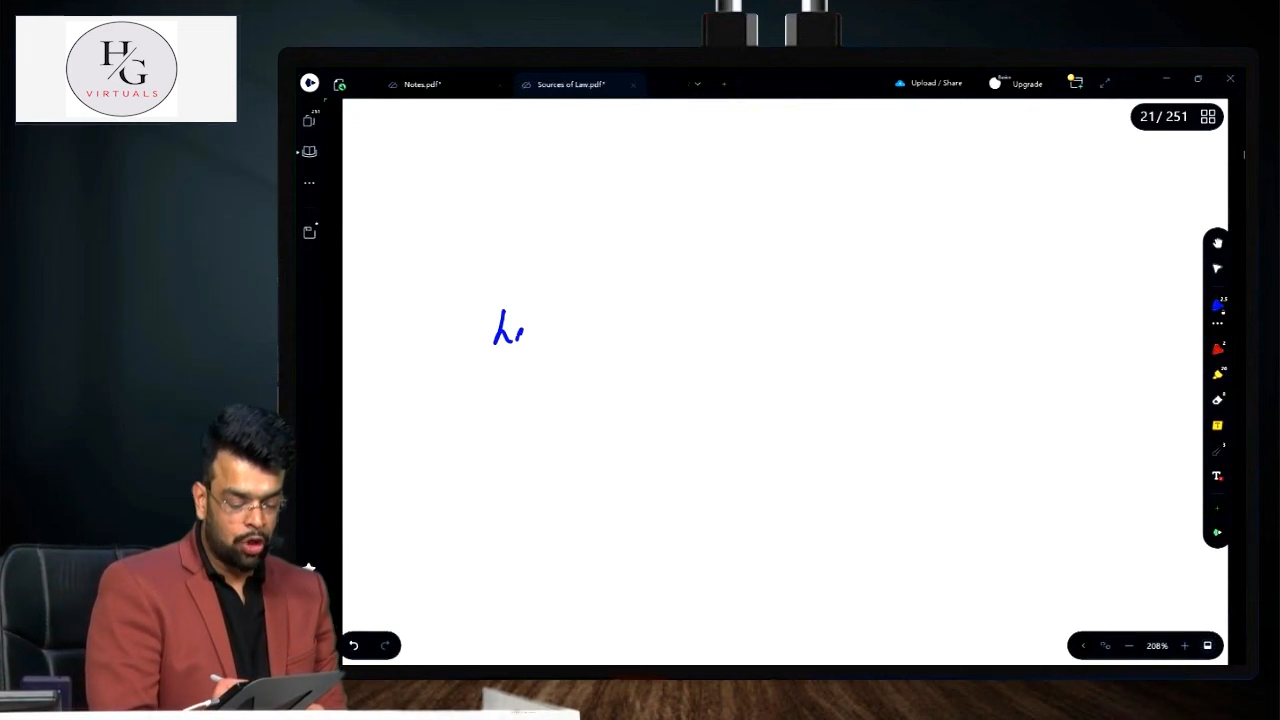 H/G
VIRTUALS
Notes.pdf*
Sources of Law.pdf*
Upload / Share
Upgrade
21/ 251
208%